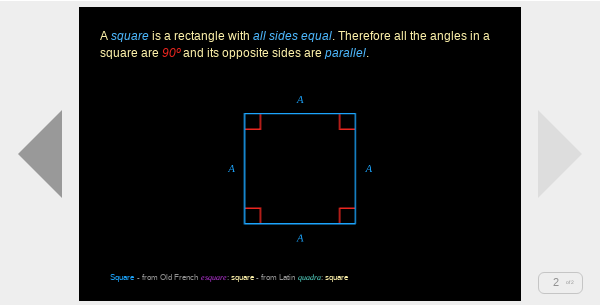 A square is a rectangle with all sides equal. Therefore all the angles in a
square are 90º and its opposite sides are parallel.
A
A
A
A
Square - from Old French esquare: square - from Latin quadra: square
2 of 2